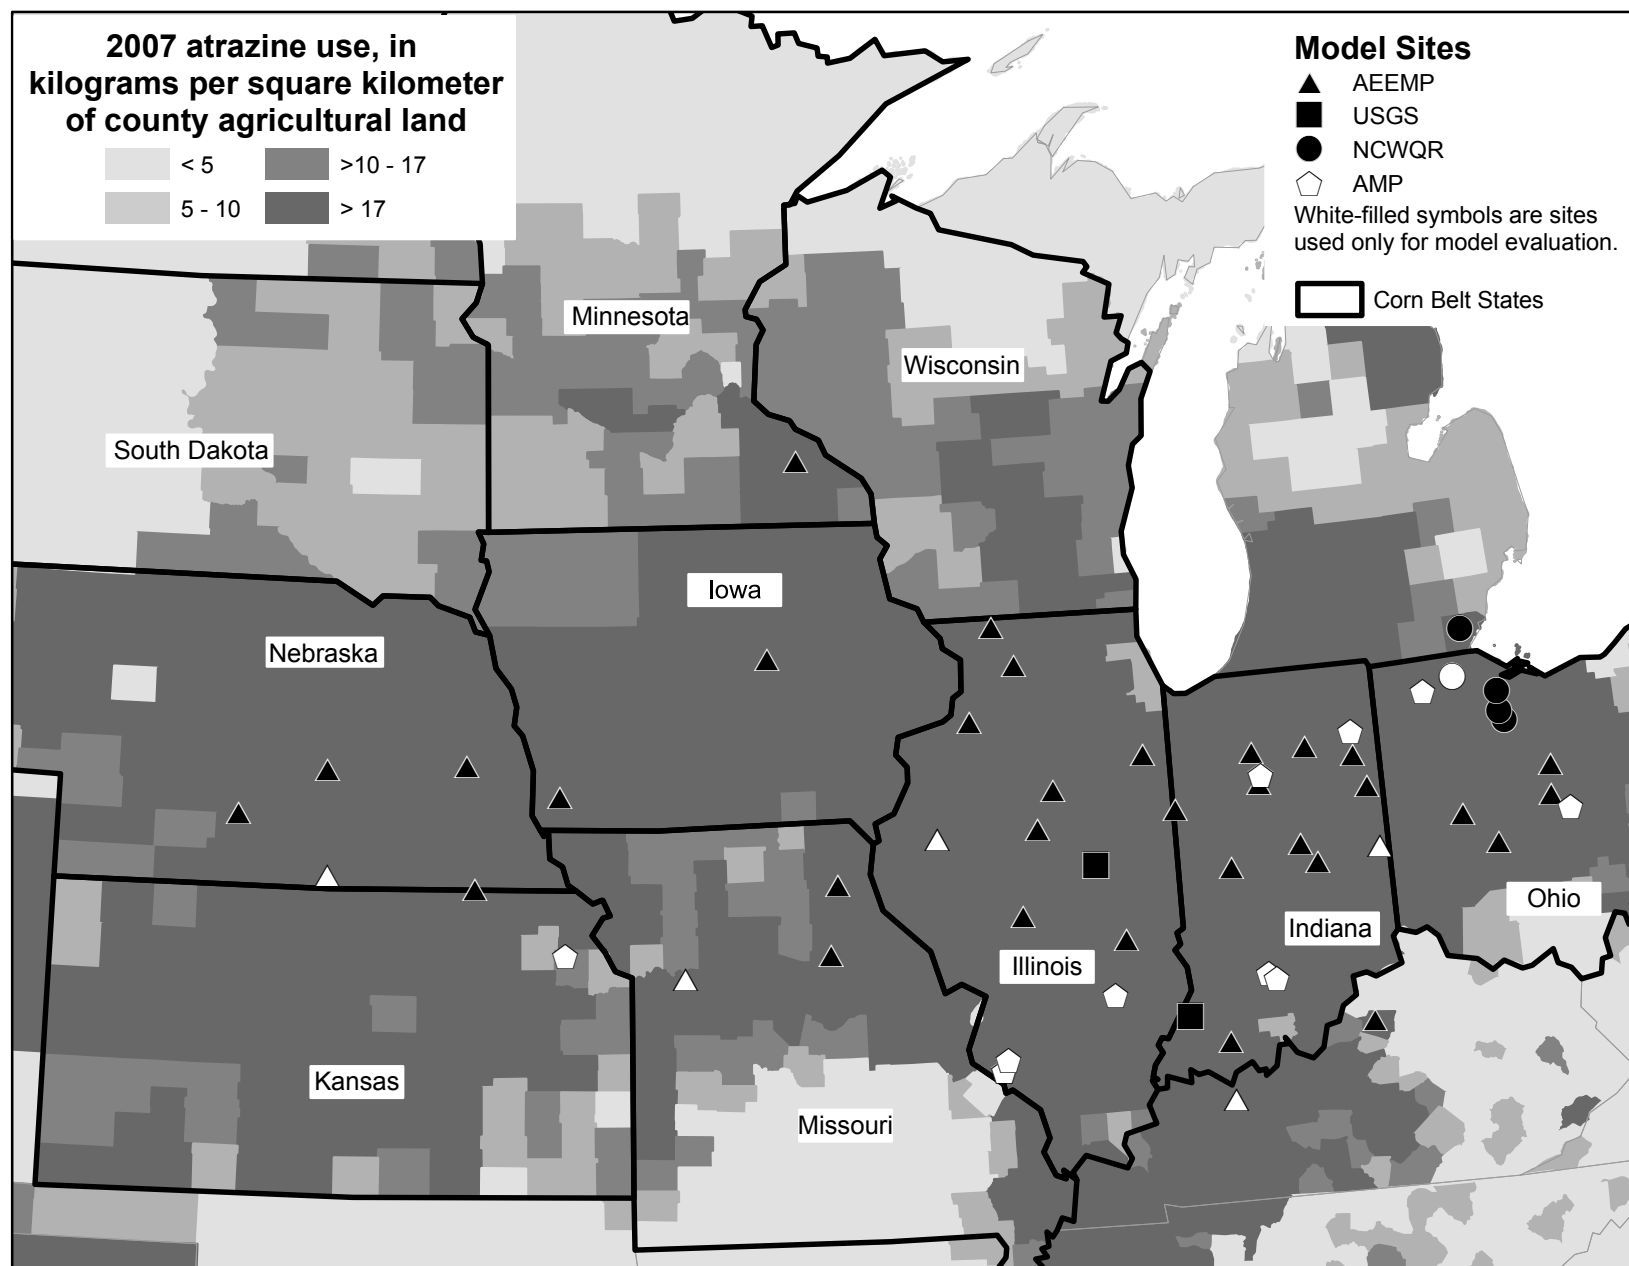 2007 atrazine use, in
kilograms per square kilometer
of county agricultural land
< 5
>10 - 17
5 - 10
> 17
Model Sites
AEEMP
USGS
NCWQR
AMP
White-filled symbols are sites
used only for model evaluation.
Corn Belt States
Minnesota
Wisconsin
South Dakota
Iowa
Nebraska
Ohio
Indiana
Illinois
Kansas
Missouri